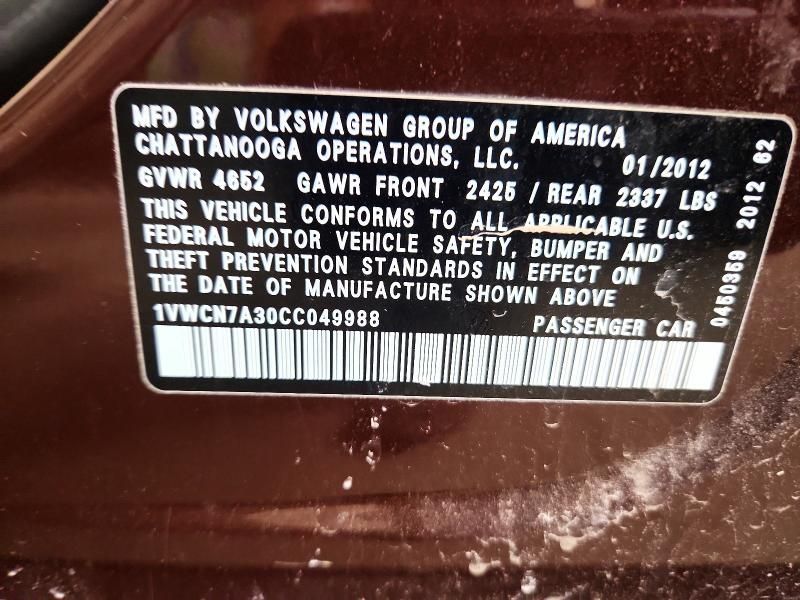 MFD BY VOLKSWAGEN GROUP OF AMERICA
CHATTANOOGA OPERATIONS, LLC. 01/2012
GVWR 4652 GAWR FRONT 2425 / REAR 2337 LBS
THIS VEHICLE CONFORMS TO ALL APPLICABLE U.S.
FEDERAL MOTOR VEHICLE SAFETY, BUMPER AND
THEFT PREVENTION STANDARDS IN EFFECT ON
THE DATE OF MANUFACTURE SHOWN ABOVE
1VWCN7A30CC049988 PASSENGER CAR
0450359 2012 62